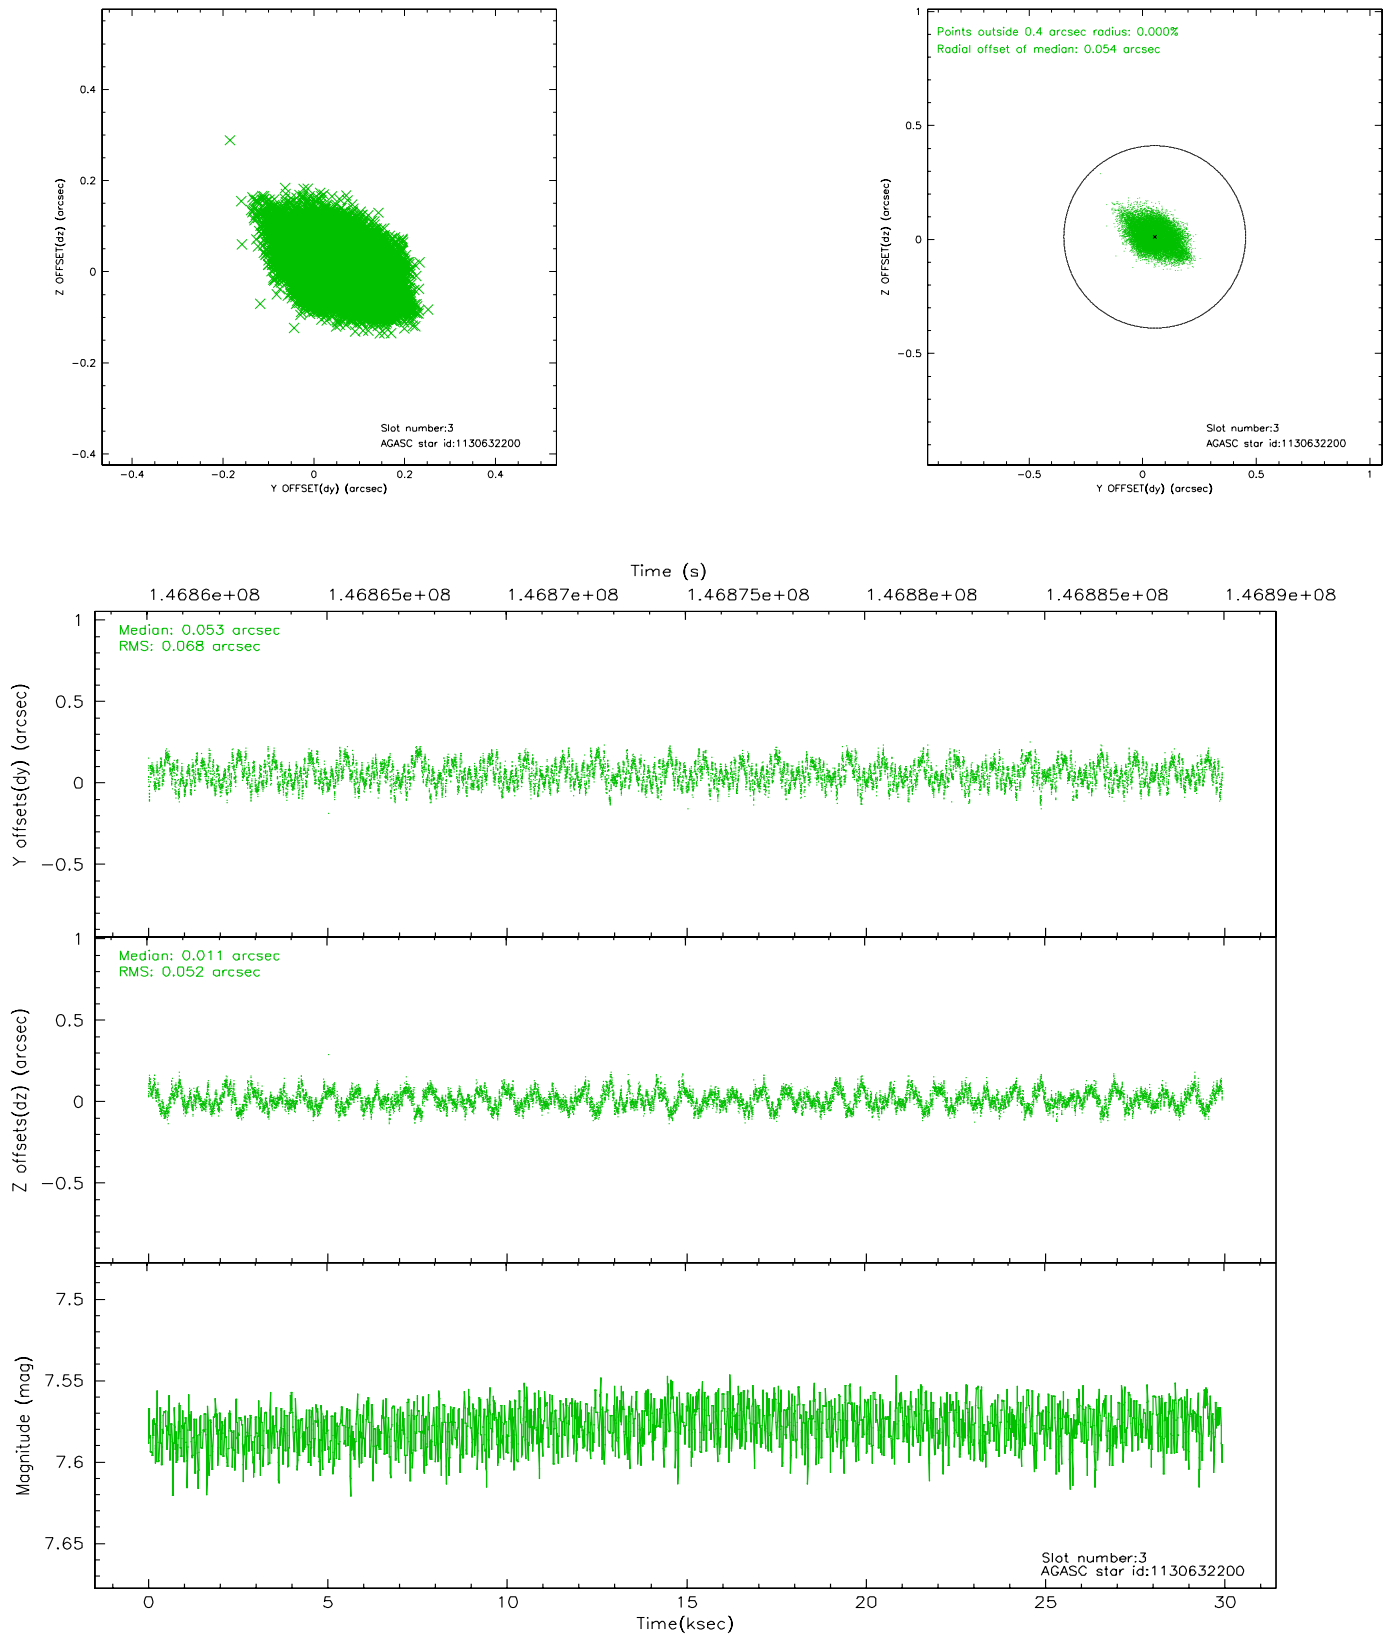 0.4
0.2
0
−0.2
−0.4
Z OFFSET(dz) (arcsec)
Slot number:3
AGASC star id:1130632200
−0.4 −0.2 0 0.2 0.4
Y OFFSET(dy) (arcsec)
Points outside 0.4 arcsec radius: 0.000%
Radial offset of median: 0.054 arcsec
1
0.5
0
−0.5
Z OFFSET(dz) (arcsec)
Slot number:3
AGASC star id:1130632200
−0.5 0 0.5 1
Y OFFSET(dy) (arcsec)
Time (s)
1.4686e+08 1.46865e+08 1.4687e+08 1.46875e+08 1.4688e+08 1.46885e+08 1.4689e+08
Median: 0.053 arcsec
RMS: 0.068 arcsec
1
0.5
0
−0.5
Y offsets(dy) (arcsec)
Median: 0.011 arcsec
RMS: 0.052 arcsec
1
0.5
0
−0.5
Z offsets(dz) (arcsec)
7.5
7.55
7.6
7.65
Magnitude (mag)
Slot number:3
AGASC star id:1130632200
0 5 10 15 20 25 30
Time(ksec)